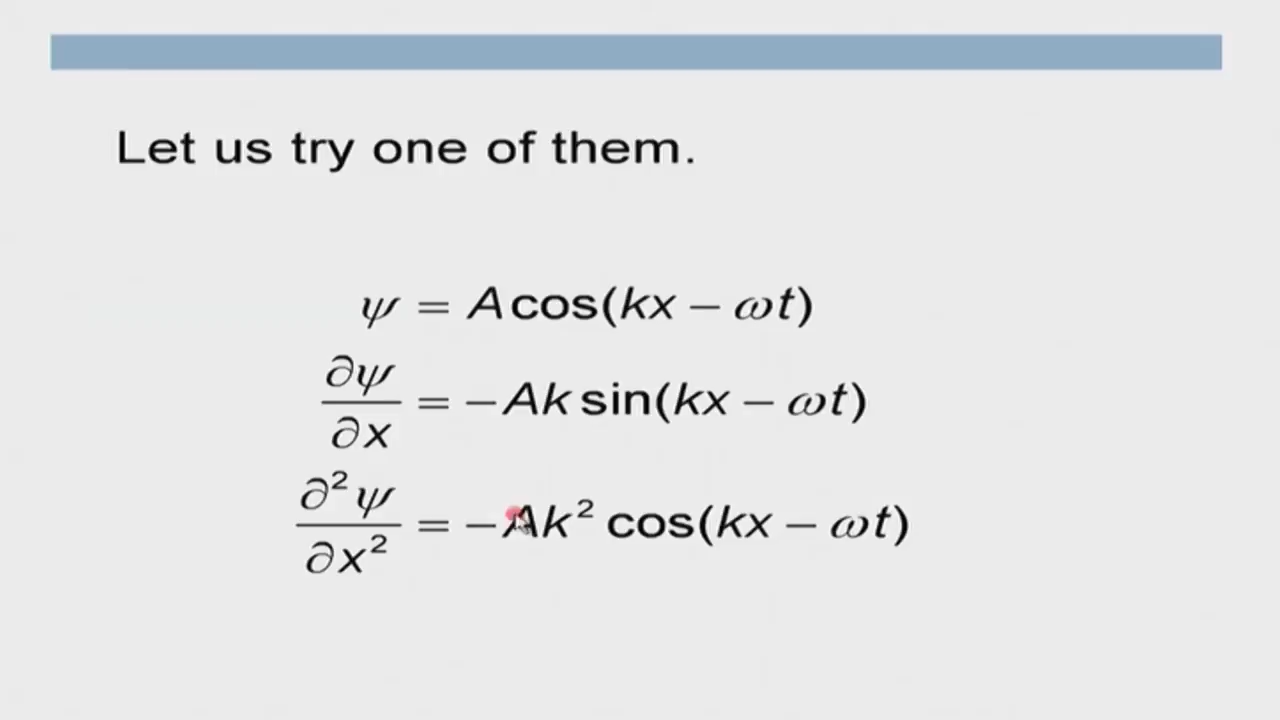 Let us try one of them.
ψ = A cos(kx − ωt)
∂ψ/∂x = −Ak sin(kx − ωt)
∂²ψ/∂x² = −Ak² cos(kx − ωt)